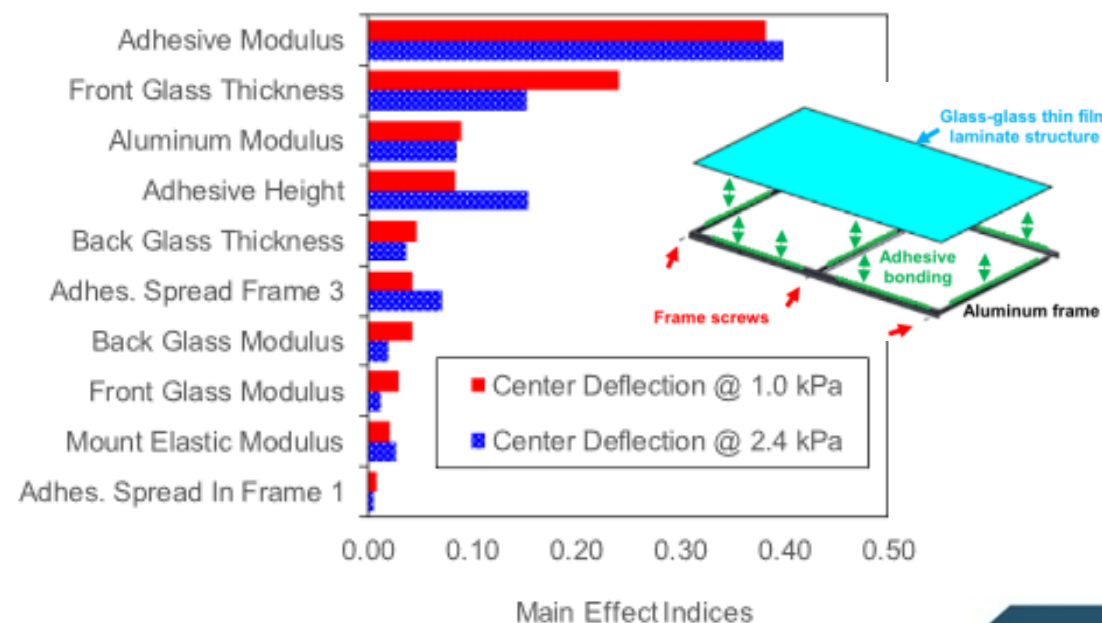 Adhesive Modulus
Front Glass Thickness
Aluminum Modulus
Adhesive Height
Back Glass Thickness
Adhes. Spread Frame 3
Back Glass Modulus
Front Glass Modulus
Mount Elastic Modulus
Adhes. Spread In Frame 1
0.00 0.10 0.20 0.30 0.40 0.50
Main Effect Indices
Center Deflection @ 1.0 kPa
Center Deflection @ 2.4 kPa
Glass-glass thin film
laminate structure
Adhesive
bonding
Frame screws
Aluminum frame